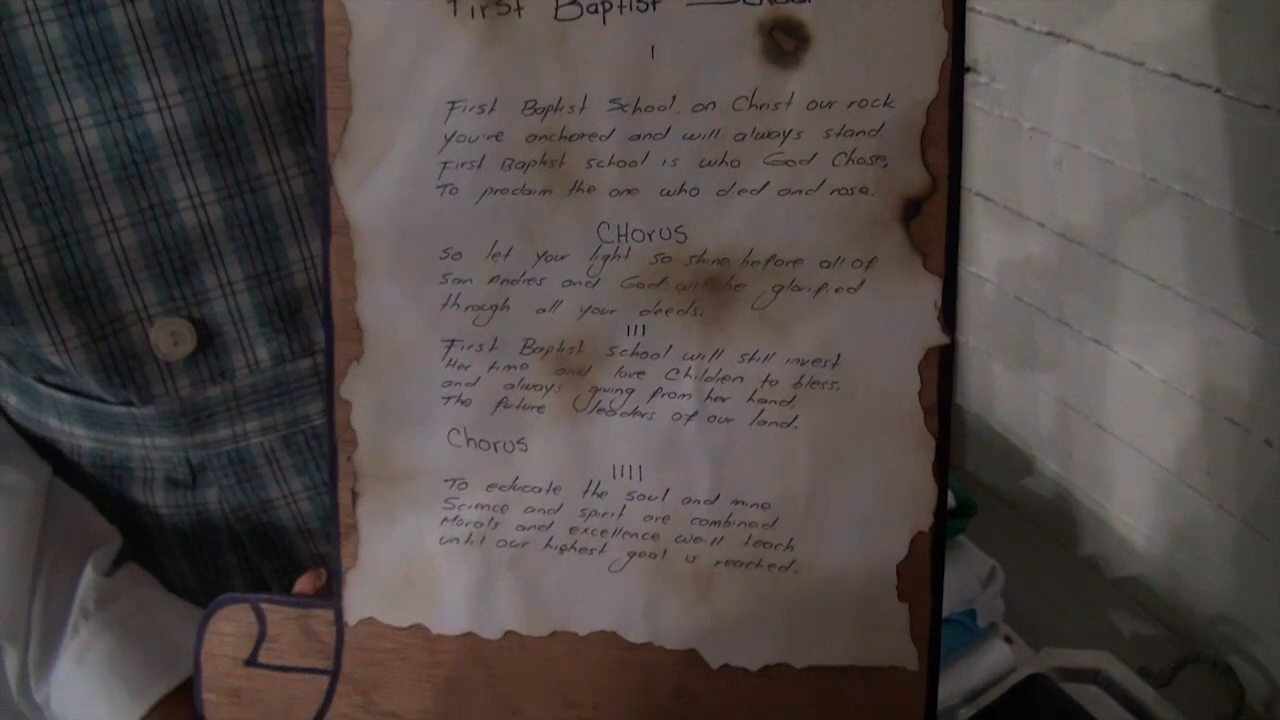 First Baptist School
I
First Baptist School, on Christ our rock
You're anchored and will always stand.
First Baptist school is who God Chose,
To proclaim the one who died and rose.
CHorus
So let your light so shine before all of
San Andres and God will be glorified
through all your deeds.
III
First Baptist school will still invest
Her time and love Children to bless,
and always giving from her hand,
The future leaders of our land.
Chorus
IIII
To educate the soul and mind
Science and spirit are combined
Morals and excellence we'll teach
until our highest goal is reached.